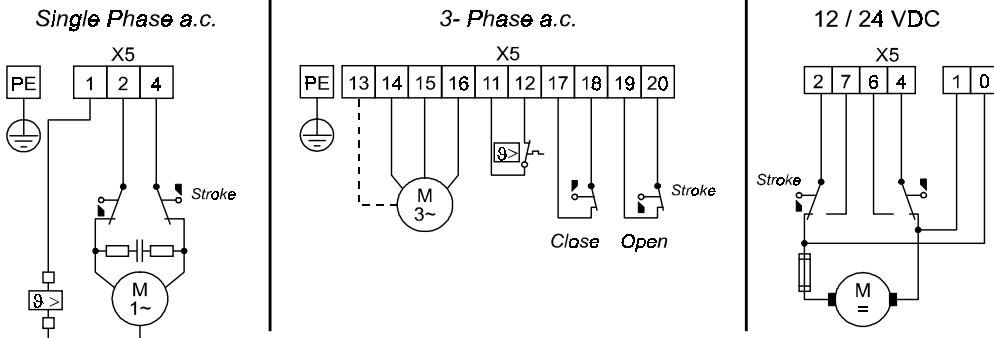 Single Phase a.c.
X5
PE 1 2 4
Stroke
ϑ >
M
1~
3- Phase a.c.
X5
PE 13 14 15 16 11 12 17 18 19 20
ϑ>
M
3~
Stroke
Close Open
12 / 24 VDC
X5
2 7 6 4 1 0
Stroke
M
=